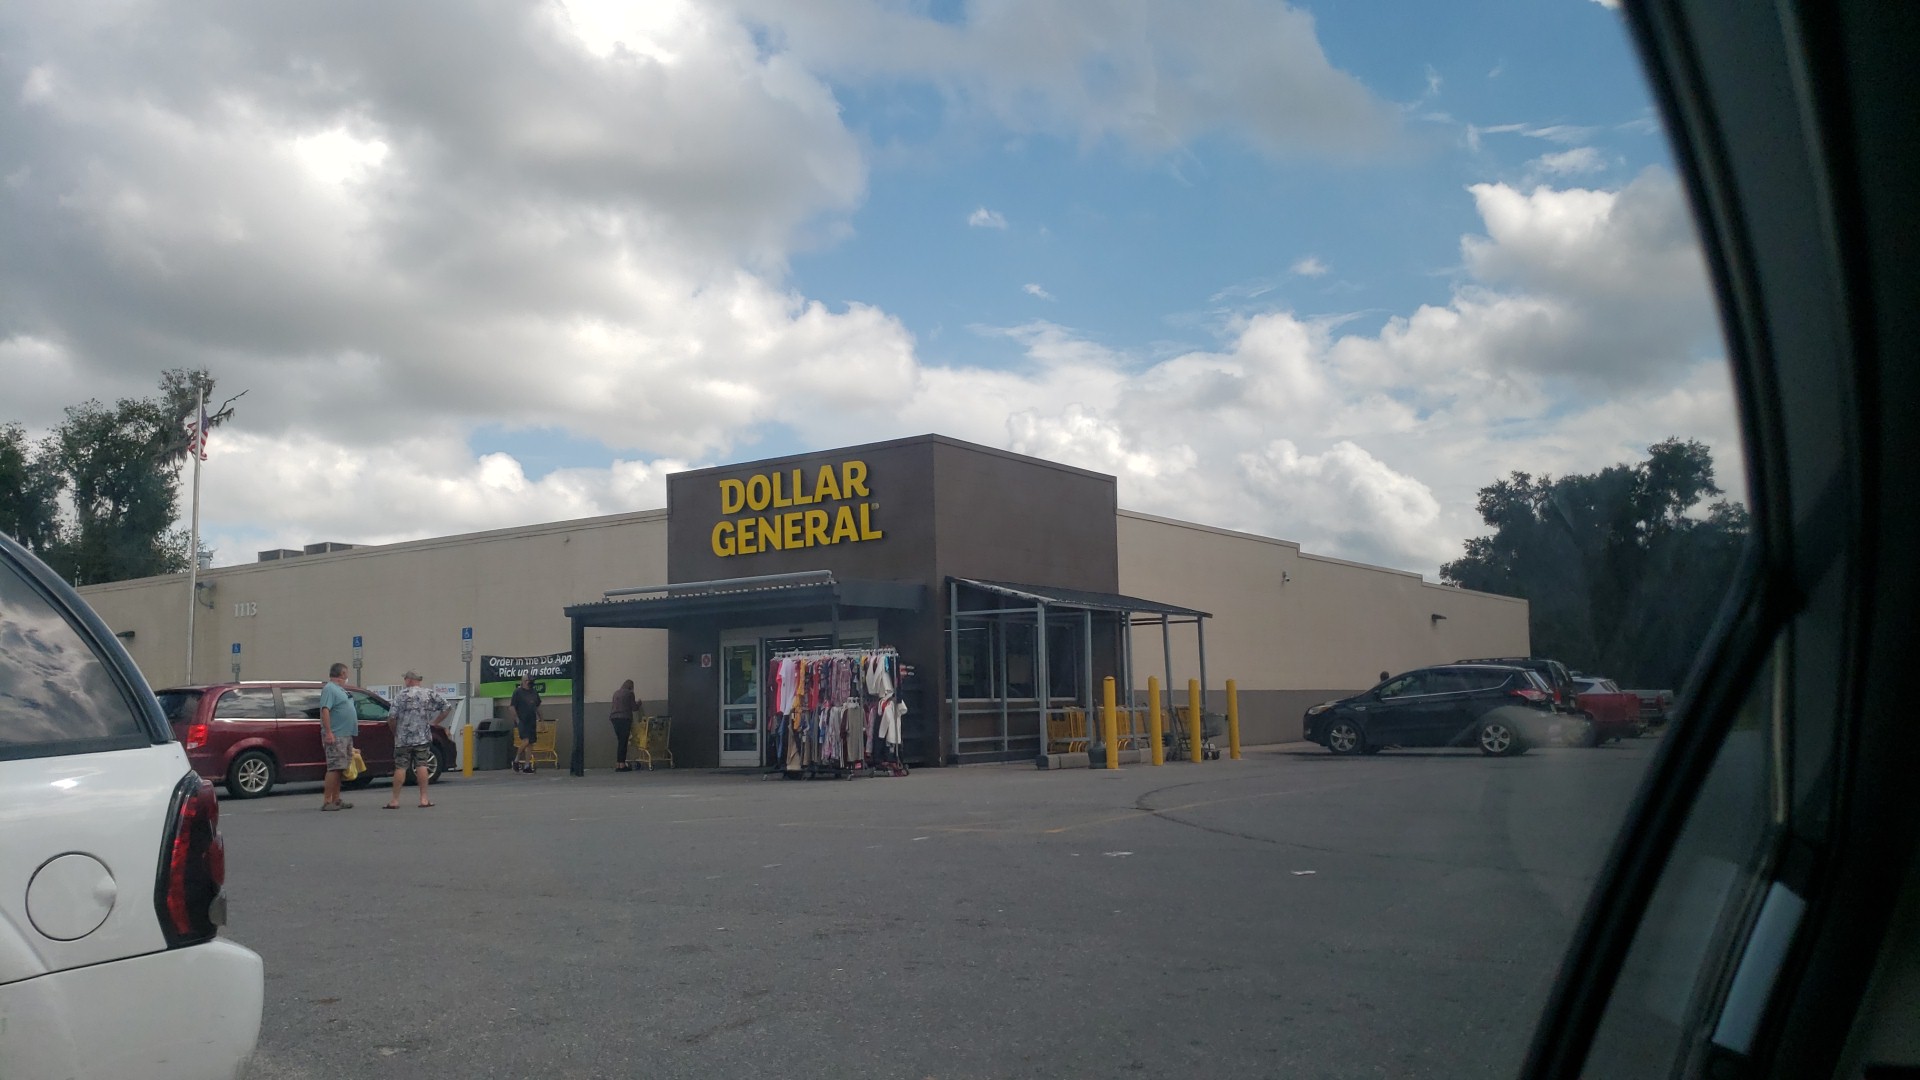 DOLLAR
GENERAL
1113
Order in the DG App.
Pick up in store.